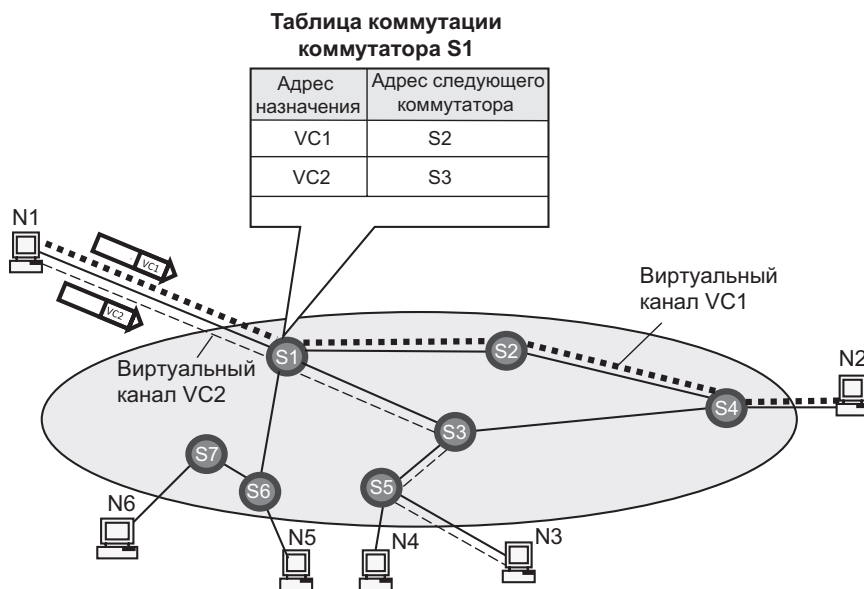 Таблица коммутации
коммутатора S1
Адрес
назначения
Адрес следующего
коммутатора
VC1
S2
VC2
S3
N1
VC1
VC2
Виртуальный
канал VC1
Виртуальный
канал VC2
S1
S2
N2
S4
S3
S7
S6
S5
N6
N5
N4
N3